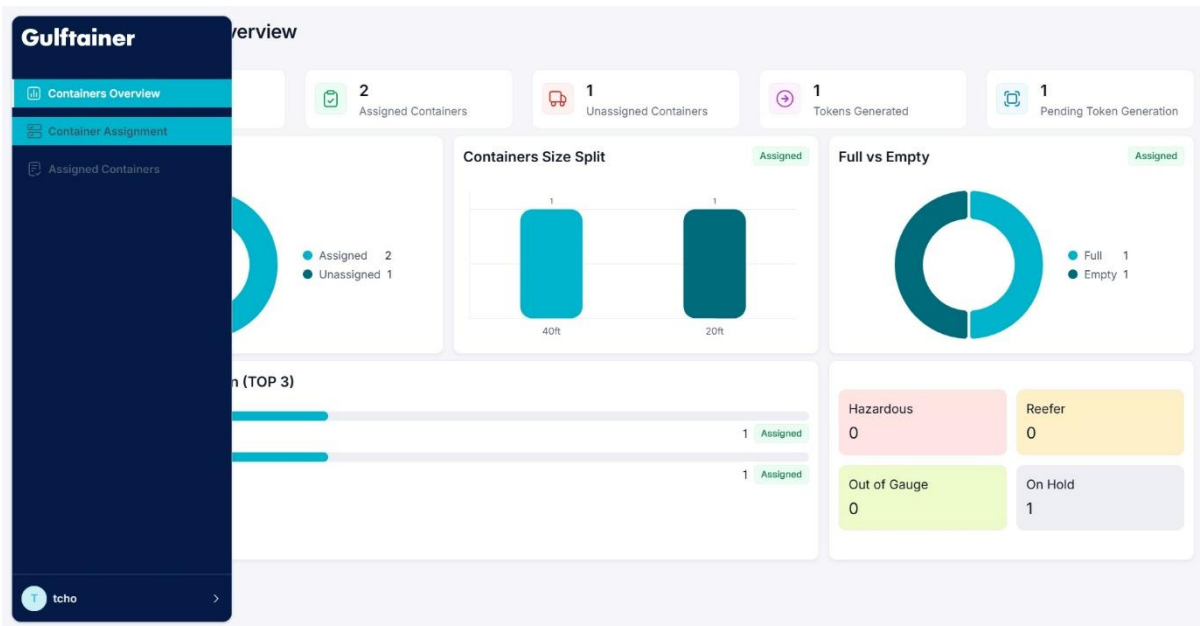 Gulftainer
Containers Overview
Container Assignment
Assigned Containers
T tcho
verview
2
Assigned Containers
1
Unassigned Containers
1
Tokens Generated
1
Pending Token Generation
Assigned 2
Unassigned 1
Containers Size Split Assigned
1 1
40ft 20ft
Full vs Empty Assigned
Full 1
Empty 1
n (TOP 3)
1 Assigned
1 Assigned
Hazardous
0
Reefer
0
Out of Gauge
0
On Hold
1